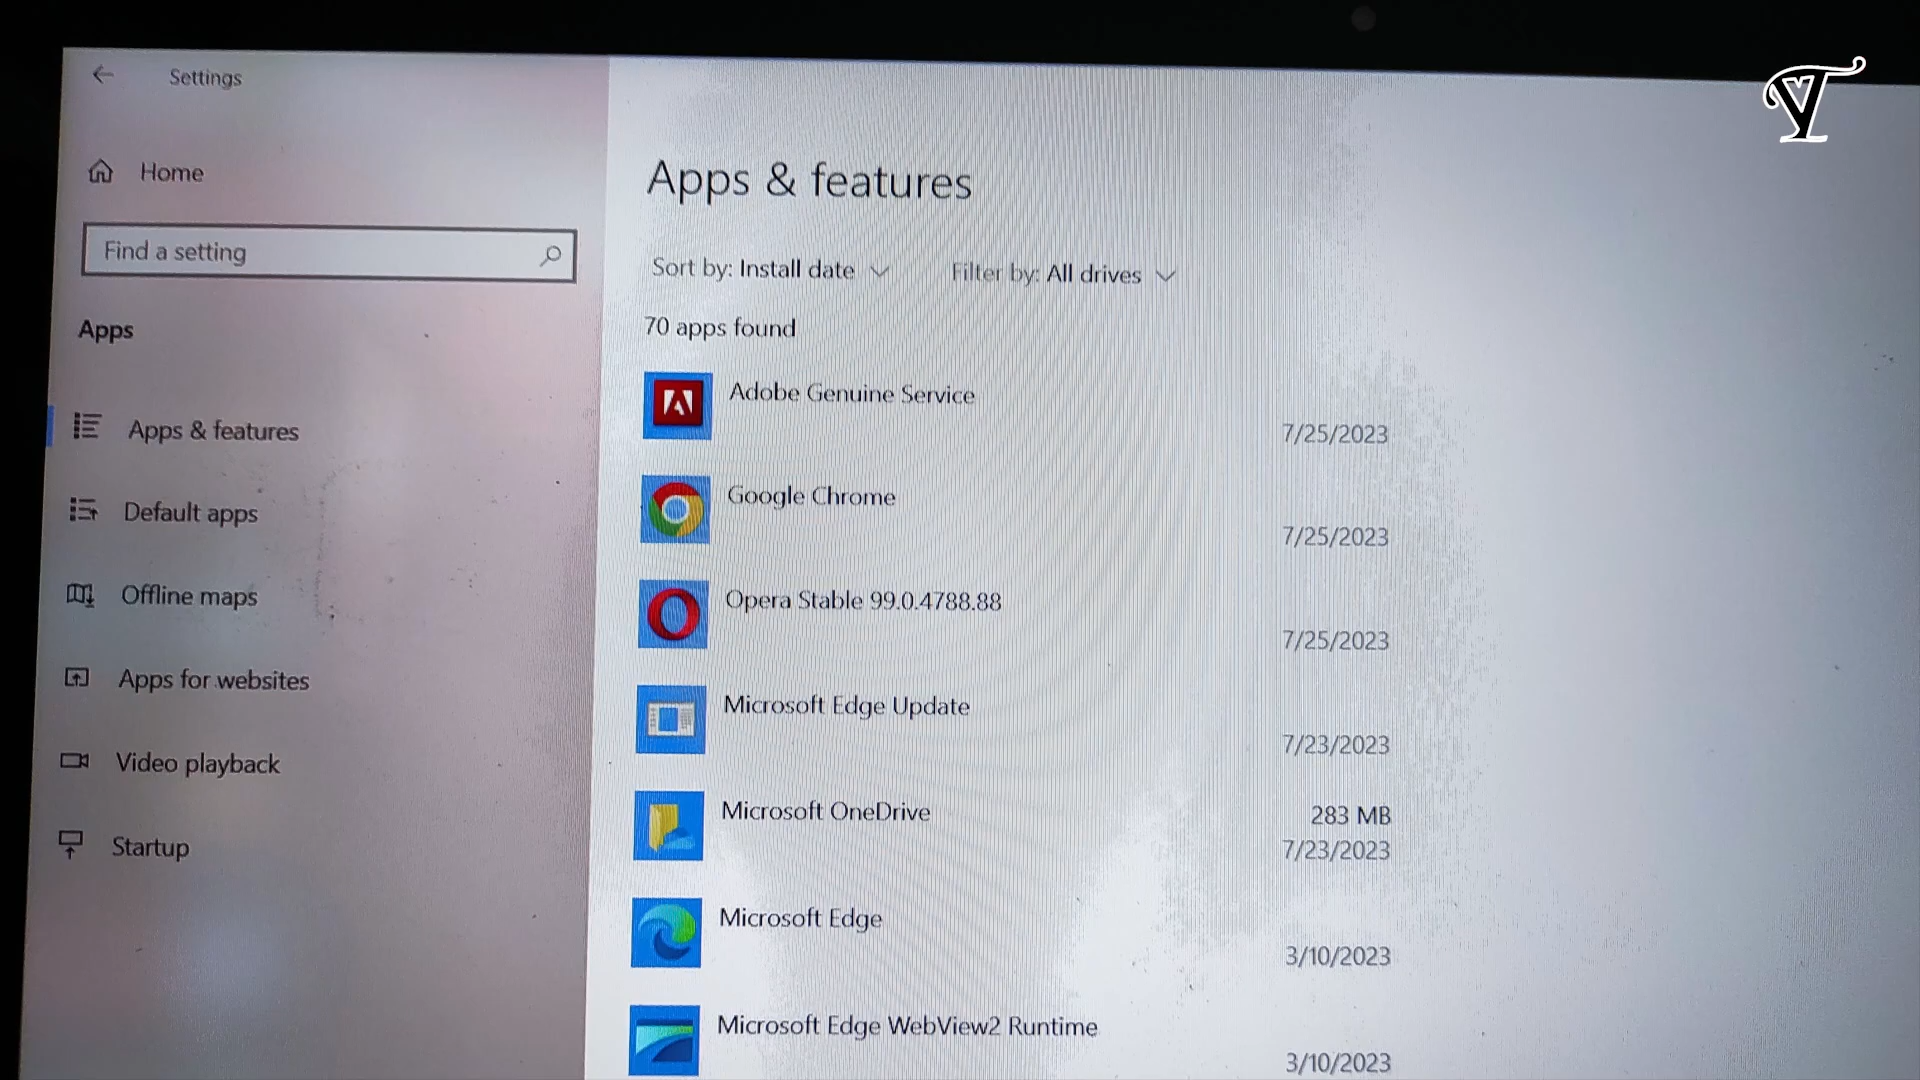 Settings
Home
Find a setting
Apps
Apps & features
Default apps
Offline maps
Apps for websites
Video playback
Startup
Apps & features
Sort by: Install date
Filter by: All drives
70 apps found
Adobe Genuine Service
7/25/2023
Google Chrome
7/25/2023
Opera Stable 99.0.4788.88
7/25/2023
Microsoft Edge Update
7/23/2023
Microsoft OneDrive
283 MB
7/23/2023
Microsoft Edge
3/10/2023
Microsoft Edge WebView2 Runtime
3/10/2023